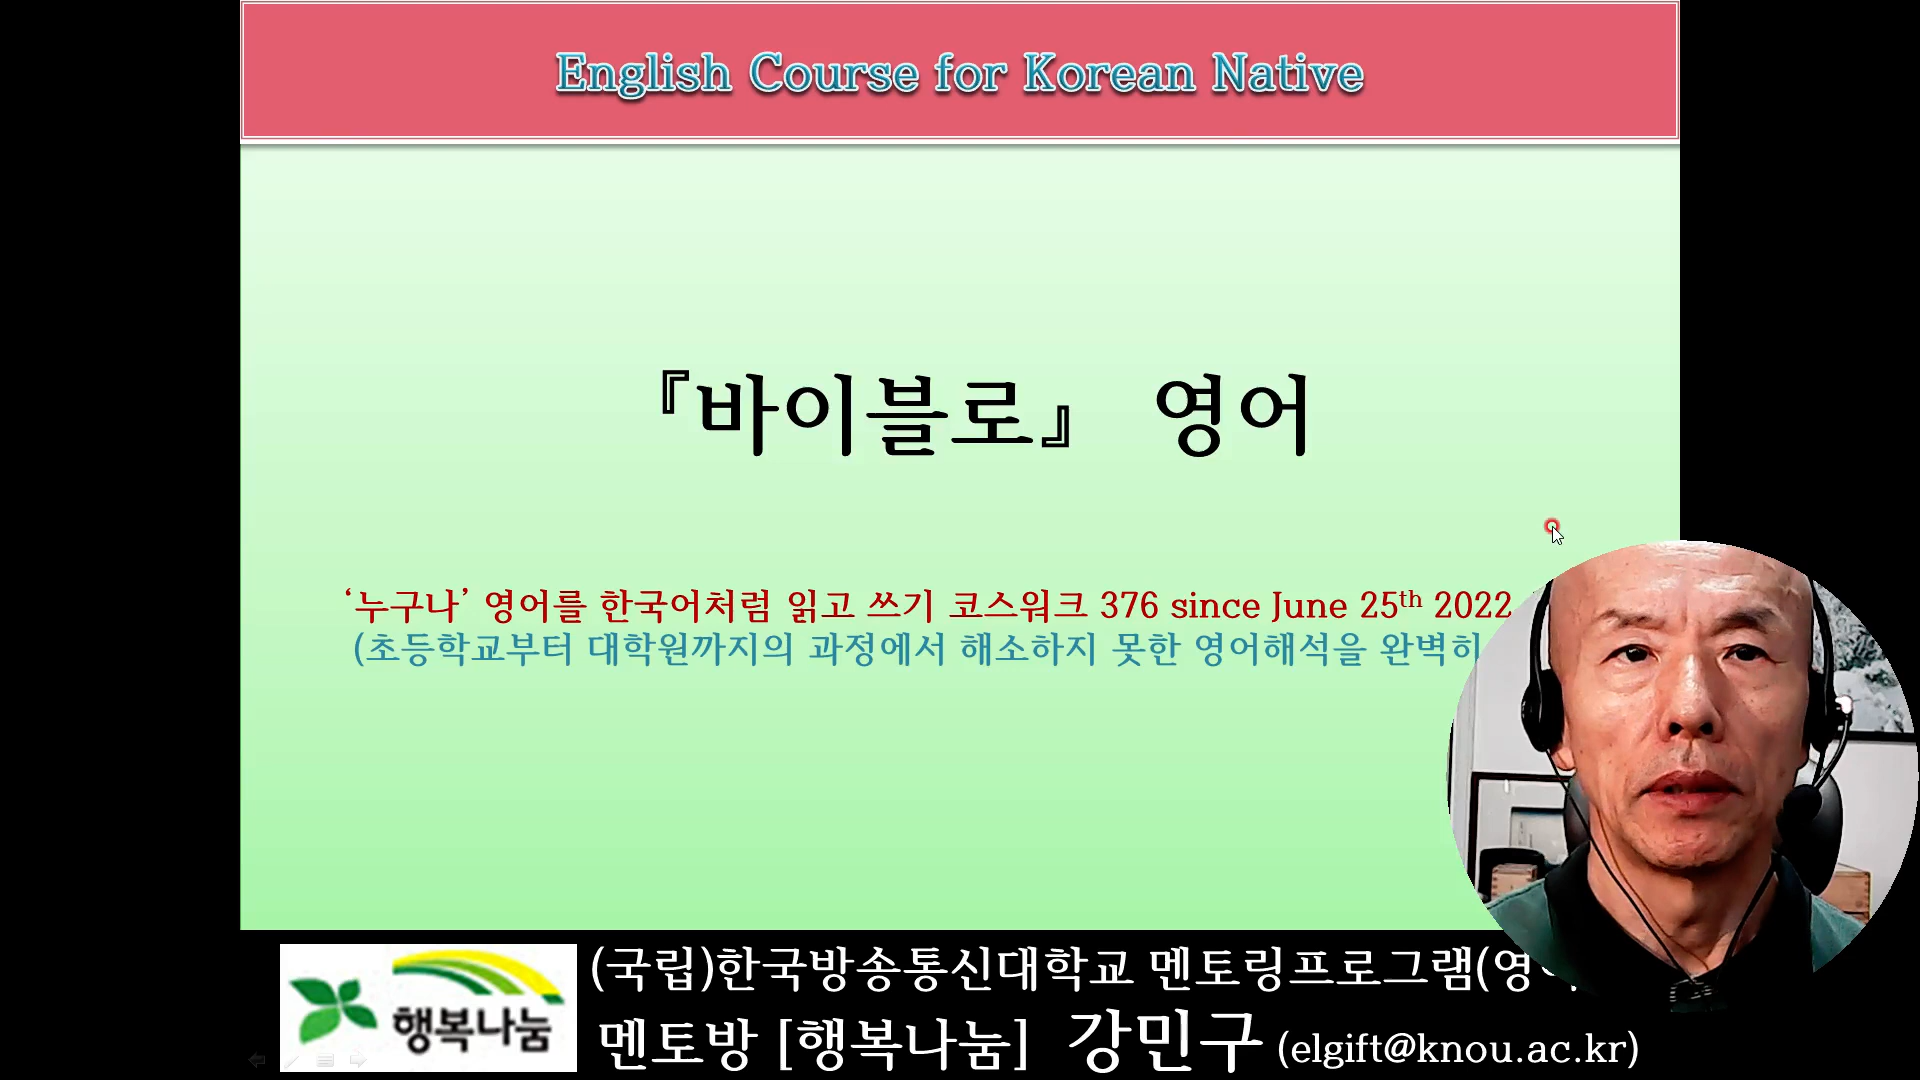 English Course for Korean Native
『바이블로』 영어
‘누구나’ 영어를 한국어처럼 읽고 쓰기 코스워크 376 since June 25th 2022
(초등학교부터 대학원까지의 과정에서 해소하지 못한 영어해석을 완벽히
행복나눔
(국립)한국방송통신대학교 멘토링프로그램(영어
멘토방 [행복나눔] 강민구 (elgift@knou.ac.kr)